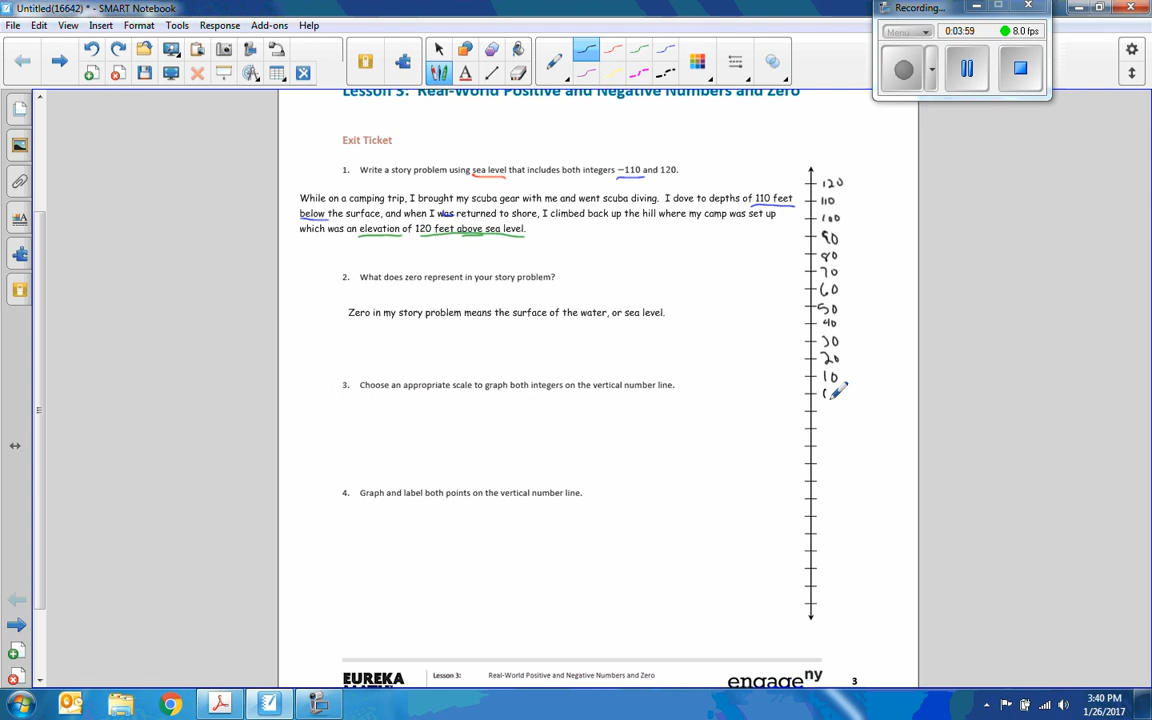 Untitled(16642) * - SMART Notebook
Recording...
File Edit View Insert Format Tools Response Add-ons Help
Menu 0:03:59 8.0 fps
Lesson 3: Real-World Positive and Negative Numbers and Zero
Exit Ticket
1. Write a story problem using sea level that includes both integers −110 and 120.
While on a camping trip, I brought my scuba gear with me and went scuba diving. I dove to depths of 110 feet
below the surface, and when I was returned to shore, I climbed back up the hill where my camp was set up
which was an elevation of 120 feet above sea level.
2. What does zero represent in your story problem?
Zero in my story problem means the surface of the water, or sea level.
3. Choose an appropriate scale to graph both integers on the vertical number line.
4. Graph and label both points on the vertical number line.
120
110
100
90
80
70
60
50
40
30
20
10
EUREKA
MATH
Lesson 3: Real-World Positive and Negative Numbers and Zero
engage ny
3
3:40 PM
1/26/2017